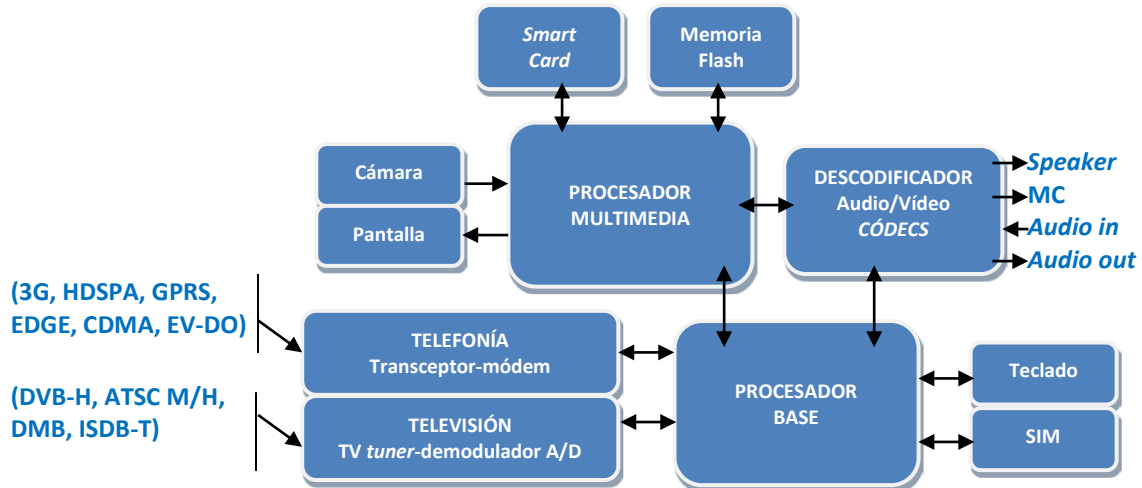 Smart
Card
Memoria
Flash
Cámara
Pantalla
PROCESADOR
MULTIMEDIA
DESCODIFICADOR
Audio/Vídeo
CÓDECS
Speaker
MC
Audio in
Audio out
(3G, HDSPA, GPRS,
EDGE, CDMA, EV-DO)
TELEFONÍA
Transceptor-módem
(DVB-H, ATSC M/H,
DMB, ISDB-T)
TELEVISIÓN
TV tuner-demodulador A/D
PROCESADOR
BASE
Teclado
SIM